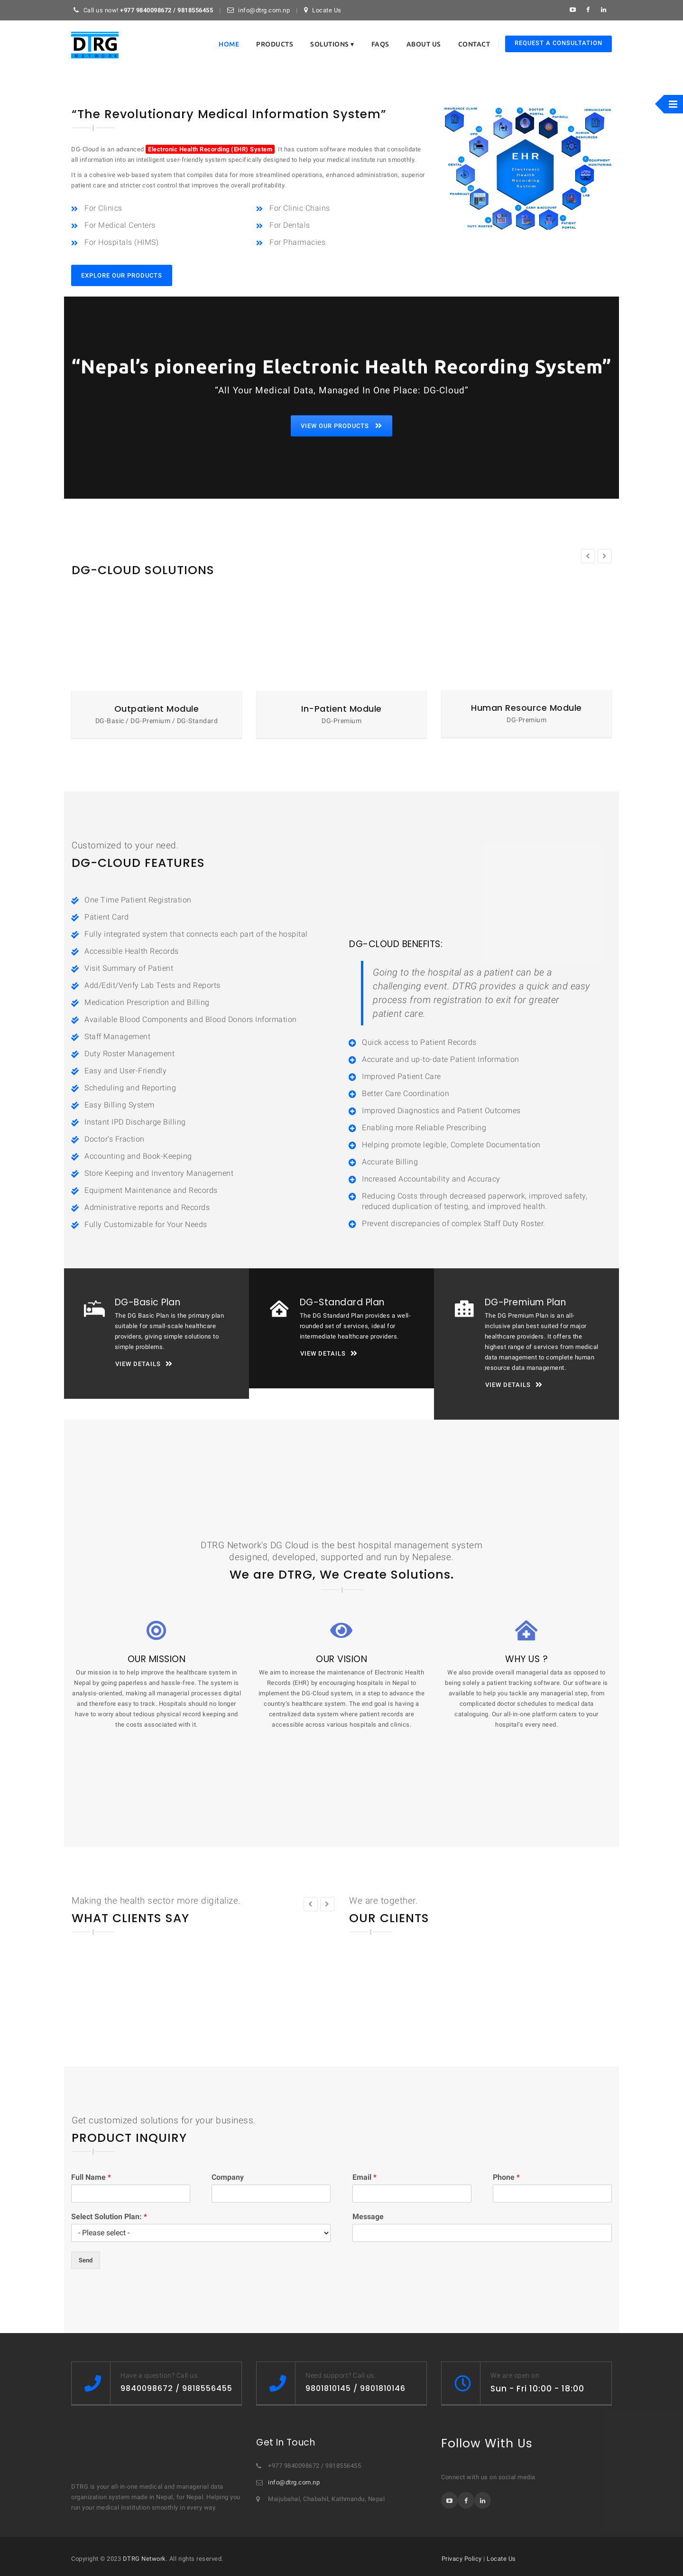 Call us now! +977 9840098672 / 9818556455 | info@dtrg.com.np | Locate Us
DTRG
NETWORK
HOME PRODUCTS SOLUTIONS ▾ FAQS ABOUT US CONTACT REQUEST A CONSULTATION
“The Revolutionary Medical Information System”
DG-Cloud is an advanced Electronic Health Recording (EHR) System. It has custom software modules that consolidate
all information into an intelligent user-friendly system specifically designed to help your medical institute run smoothly.
It is a cohesive web-based system that compiles data for more streamlined operations, enhanced administration, superior
patient care and stricter cost control that improves the overall profitability.
For Clinics
For Clinic Chains
For Medical Centers
For Dentals
For Hospitals (HIMS)
For Pharmacies
EXPLORE OUR PRODUCTS
INSURANCE CLAIM
DOCTOR PORTAL
PAYROLL
IMMUNIZATION
OPD
IPD
HUMAN RESOURCES
DENTAL
EQUIPMENT MONITORING
PHARMACY
LAB
DUTY ROSTER
CASH &ACCOUNT
PATIENT PORTAL
EHR
Electronic
Health
Recording
System
“Nepal’s pioneering Electronic Health Recording System”
“All Your Medical Data, Managed In One Place: DG-Cloud”
VIEW OUR PRODUCTS
DG-CLOUD SOLUTIONS
Outpatient Module
DG-Basic / DG-Premium / DG-Standard
In-Patient Module
DG-Premium
Human Resource Module
DG-Premium
Customized to your need.
DG-CLOUD FEATURES
One Time Patient Registration
Patient Card
Fully integrated system that connects each part of the hospital
Accessible Health Records
Visit Summary of Patient
Add/Edit/Verify Lab Tests and Reports
Medication Prescription and Billing
Available Blood Components and Blood Donors Information
Staff Management
Duty Roster Management
Easy and User-Friendly
Scheduling and Reporting
Easy Billing System
Instant IPD Discharge Billing
Doctor’s Fraction
Accounting and Book-Keeping
Store Keeping and Inventory Management
Equipment Maintenance and Records
Administrative reports and Records
Fully Customizable for Your Needs
DG-CLOUD BENEFITS:
Going to the hospital as a patient can be a
challenging event. DTRG provides a quick and easy
process from registration to exit for greater
patient care.
Quick access to Patient Records
Accurate and up-to-date Patient Information
Improved Patient Care
Better Care Coordination
Improved Diagnostics and Patient Outcomes
Enabling more Reliable Prescribing
Helping promote legible, Complete Documentation
Accurate Billing
Increased Accountability and Accuracy
Reducing Costs through decreased paperwork, improved safety,
reduced duplication of testing, and improved health.
Prevent discrepancies of complex Staff Duty Roster.
DG-Basic Plan
The DG Basic Plan is the primary plan
suitable for small-scale healthcare
providers, giving simple solutions to
simple problems.
VIEW DETAILS
DG-Standard Plan
The DG Standard Plan provides a well-
rounded set of services, ideal for
intermediate healthcare providers.
VIEW DETAILS
DG-Premium Plan
The DG Premium Plan is an all-
inclusive plan best suited for major
healthcare providers. It offers the
highest range of services from medical
data management to complete human
resource data management.
VIEW DETAILS
DTRG Network's DG Cloud is the best hospital management system
designed, developed, supported and run by Nepalese.
We are DTRG, We Create Solutions.
OUR MISSION
Our mission is to help improve the healthcare system in
Nepal by going paperless and hassle-free. The system is
analysis-oriented, making all managerial processes digital
and therefore easy to track. Hospitals should no longer
have to worry about tedious physical record keeping and
the costs associated with it.
OUR VISION
We aim to increase the maintenance of Electronic Health
Records (EHR) by encouraging hospitals in Nepal to
implement the DG-Cloud system, in a step to advance the
country’s healthcare system. The end goal is having a
centralized data system where patient records are
accessible across various hospitals and clinics.
WHY US ?
We also provide overall managerial data as opposed to
being solely a patient tracking software. Our software is
available to help you tackle any managerial step, from
complicated doctor schedules to medical data
cataloguing. Our all-in-one platform caters to your
hospital’s every need.
Making the health sector more digitalize.
WHAT CLIENTS SAY
We are together.
OUR CLIENTS
Get customized solutions for your business.
PRODUCT INQUIRY
Full Name * Company Email * Phone *
Select Solution Plan: * Message
- Please select -
Send
Have a question? Call us
9840098672 / 9818556455
Need support? Call us.
9801810145 / 9801810146
We are open on
Sun - Fri 10:00 - 18:00
DTRG is your all-in-one medical and managerial data
organization system made in Nepal, for Nepal. Helping you
run your medical institution smoothly in every way.
Get In Touch
+977 9840098672 / 9818556455
info@dtrg.com.np
Maijubahal, Chabahil, Kathmandu, Nepal
Follow With Us
Connect with us on social media
Copyright © 2023 DTRG Network. All rights reserved.
Privacy Policy | Locate Us